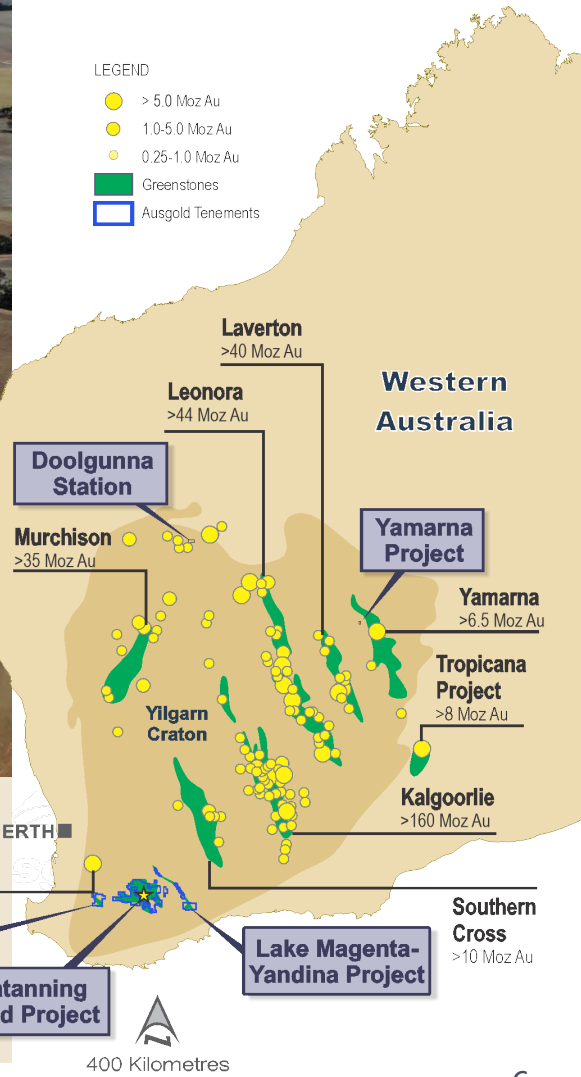 LEGEND
> 5.0 Moz Au
1.0-5.0 Moz Au
0.25-1.0 Moz Au
Greenstones
Ausgold Tenements
Laverton
>40 Moz Au
Western
Australia
Leonora
>44 Moz Au
Doolgunna
Station
Murchison
>35 Moz Au
Yamarna
Project
Yamarna
>6.5 Moz Au
Tropicana
Project
>8 Moz Au
Yilgarn
Craton
Kalgoorlie
>160 Moz Au
ERTH
Southern
Cross
>10 Moz Au
Lake Magenta-
Yandina Project
tanning
d Project
400 Kilometres